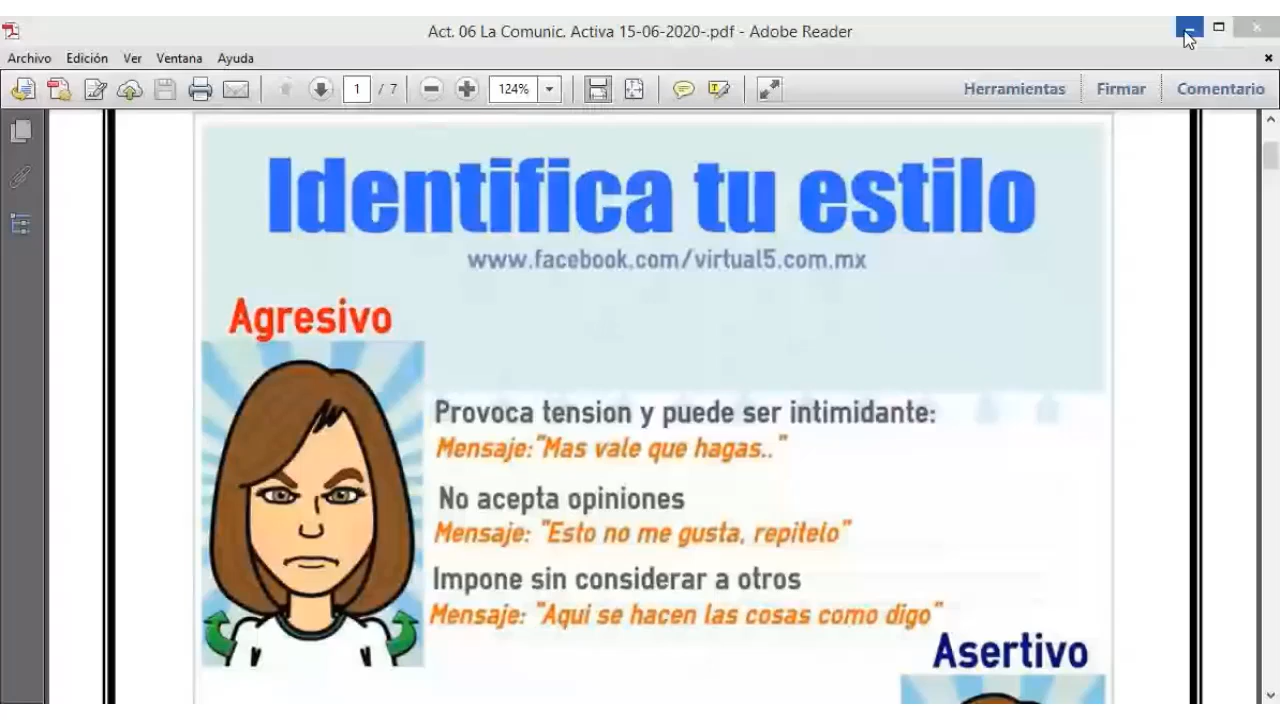 Act. 06 La Comunic. Activa 15-06-2020-.pdf - Adobe Reader
Archivo Edición Ver Ventana Ayuda
1 / 7 124% Herramientas Firmar Comentario
Identifica tu estilo
www.facebook.com/virtual5.com.mx
Agresivo
Provoca tension y puede ser intimidante:
Mensaje:"Mas vale que hagas.."
No acepta opiniones
Mensaje: "Esto no me gusta, repitelo"
Impone sin considerar a otros
Mensaje: "Aqui se hacen las cosas como digo"
Asertivo